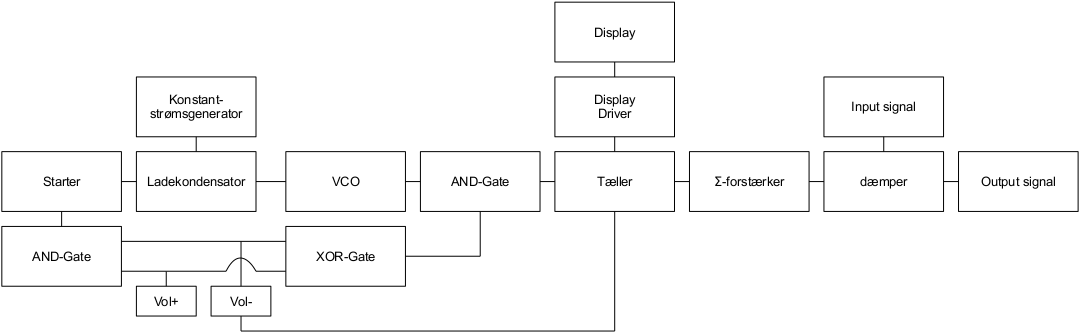 Display
Konstant-
strømsgenerator
Display
Driver
Input signal
Starter
Ladekondensator
VCO
AND-Gate
Tæller
Σ-forstærker
dæmper
Output signal
AND-Gate
XOR-Gate
Vol+
Vol-